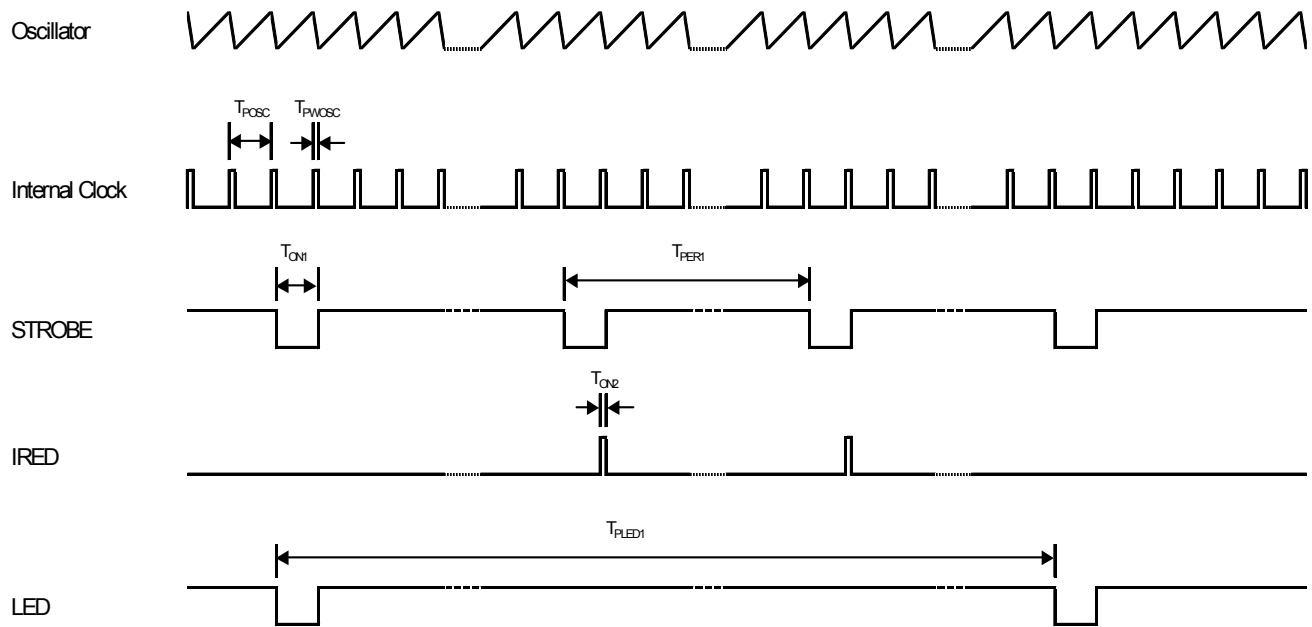 Oscillator
TPOSC TPWOSC
Internal Clock
TON1 TPER1
STROBE
TON2
IRED
TPLED1
LED